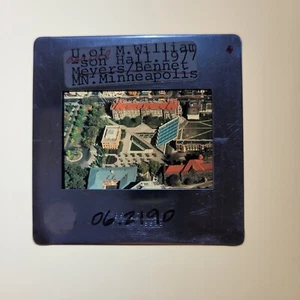 U.of M.William
-son Hall.1977
Meyers/Bennet
MN.Minneapolis
06.2190